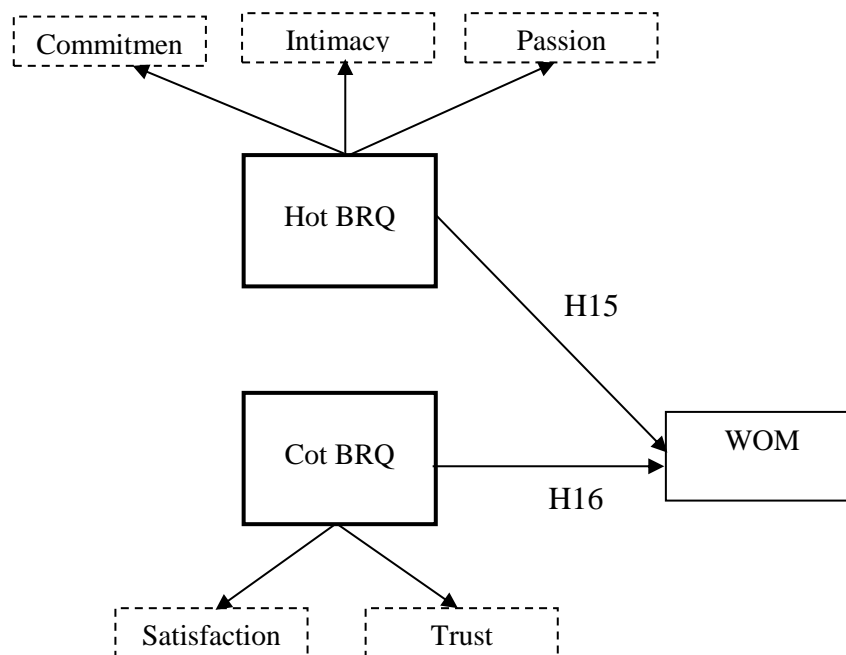 Commitmen
Intimacy
Passion
Hot BRQ
H15
Cot BRQ
WOM
H16
Satisfaction
Trust